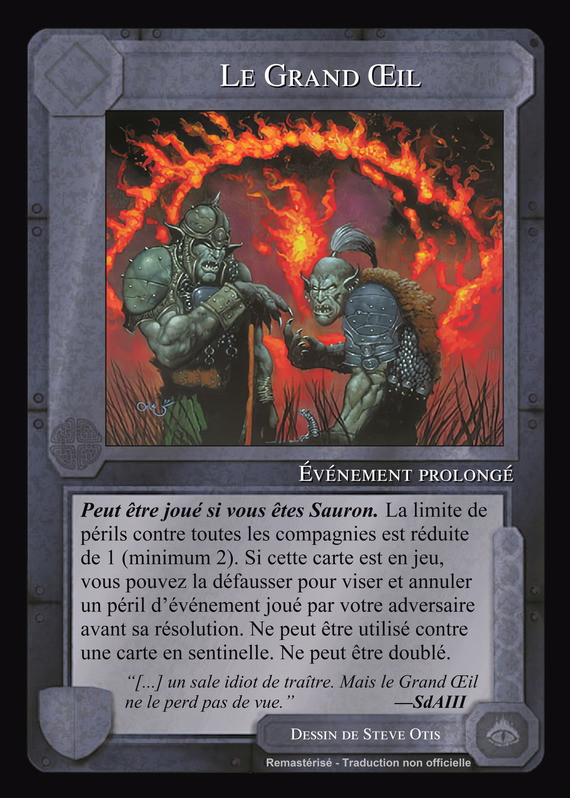 Le Grand Œil
Événement prolongé
Peut être joué si vous êtes Sauron. La limite de
périls contre toutes les compagnies est réduite
de 1 (minimum 2). Si cette carte est en jeu,
vous pouvez la défausser pour viser et annuler
un péril d’événement joué par votre adversaire
avant sa résolution. Ne peut être utilisé contre
une carte en sentinelle. Ne peut être doublé.
“[...] un sale idiot de traître. Mais le Grand Œil
ne le perd pas de vue.” —SdAIII
Dessin de Steve Otis
Remastérisé - Traduction non officielle